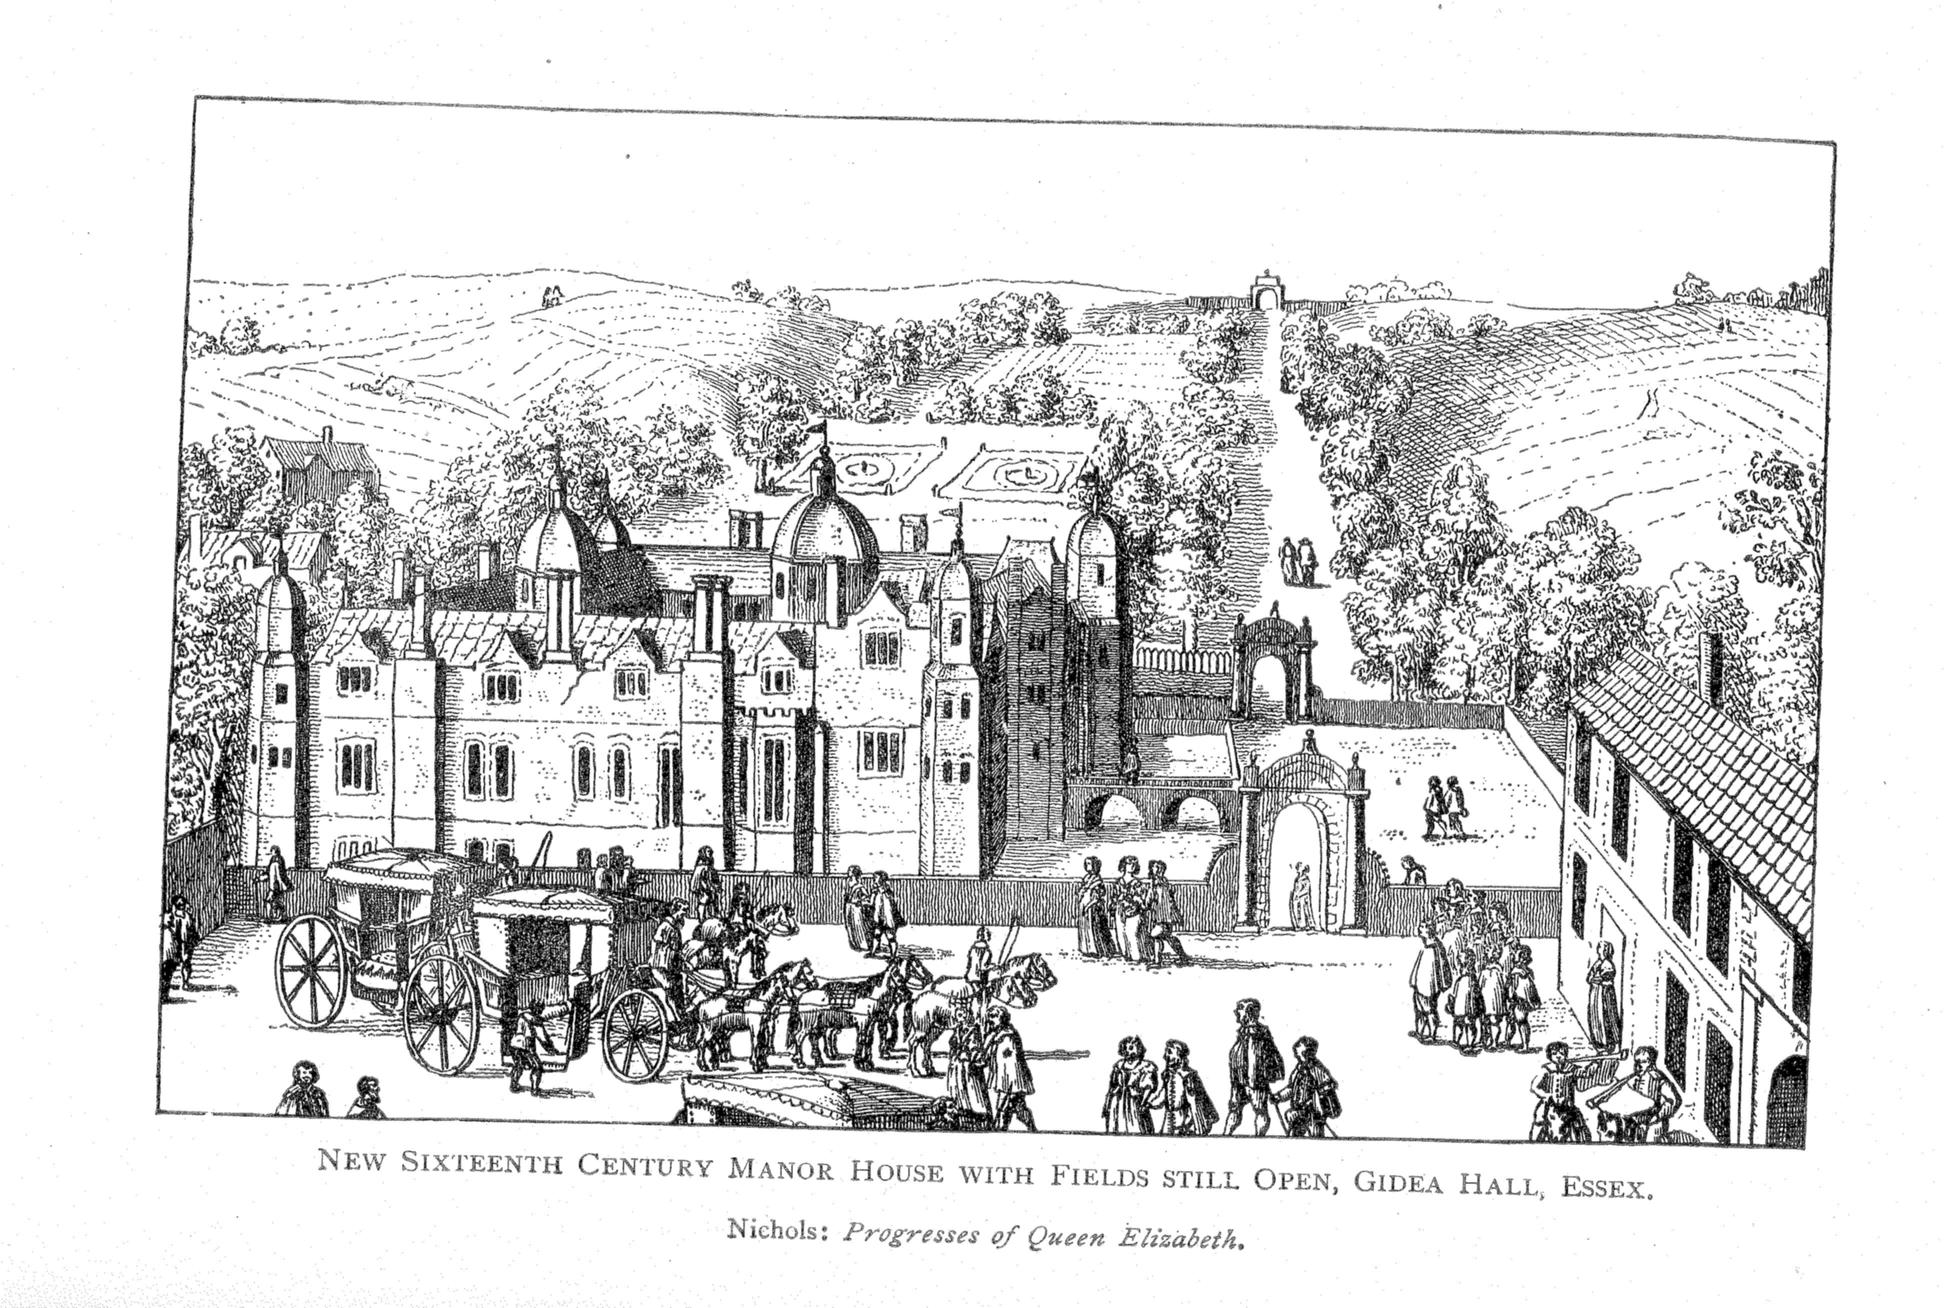 New Sixteenth Century Manor House with Fields still Open, Gidea Hall, Essex.
Nichols: Progresses of Queen Elizabeth.